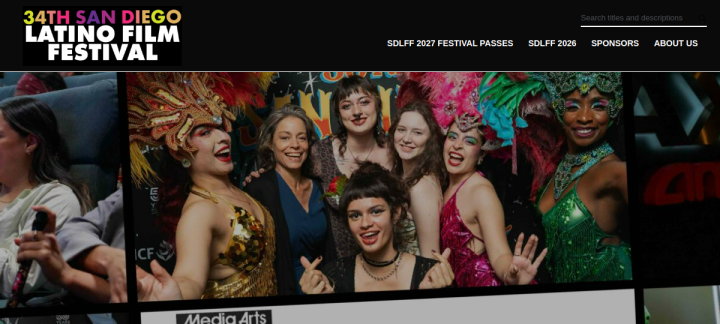 34TH SAN DIEGO
LATINO FILM
FESTIVAL
Search titles and descriptions
SDLFF 2027 FESTIVAL PASSES
SDLFF 2026
SPONSORS
ABOUT US
Media Arts